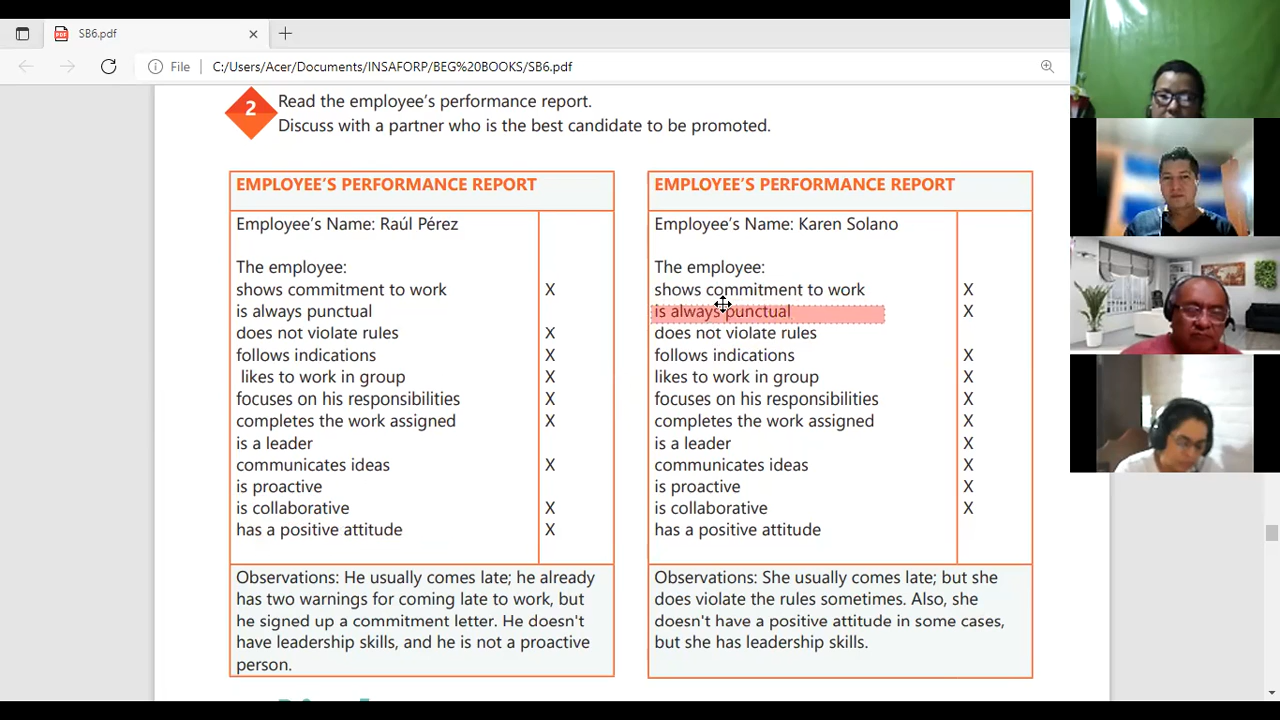 SB6.pdf
File
C:/Users/Acer/Documents/INSAFORP/BEG%20BOOKS/SB6.pdf
2
Read the employee's performance report.
Discuss with a partner who is the best candidate to be promoted.
EMPLOYEE'S PERFORMANCE REPORT
Employee's Name: Raúl Pérez
The employee:
shows commitment to work X
is always punctual
does not violate rules X
follows indications X
likes to work in group X
focuses on his responsibilities X
completes the work assigned X
is a leader
communicates ideas X
is proactive
is collaborative X
has a positive attitude X
Observations: He usually comes late; he already
has two warnings for coming late to work, but
he signed up a commitment letter. He doesn't
have leadership skills, and he is not a proactive
person.
EMPLOYEE'S PERFORMANCE REPORT
Employee's Name: Karen Solano
The employee:
shows commitment to work X
is always punctual X
does not violate rules
follows indications X
likes to work in group X
focuses on his responsibilities X
completes the work assigned X
is a leader X
communicates ideas X
is proactive X
is collaborative X
has a positive attitude
Observations: She usually comes late; but she
does violate the rules sometimes. Also, she
doesn't have a positive attitude in some cases,
but she has leadership skills.